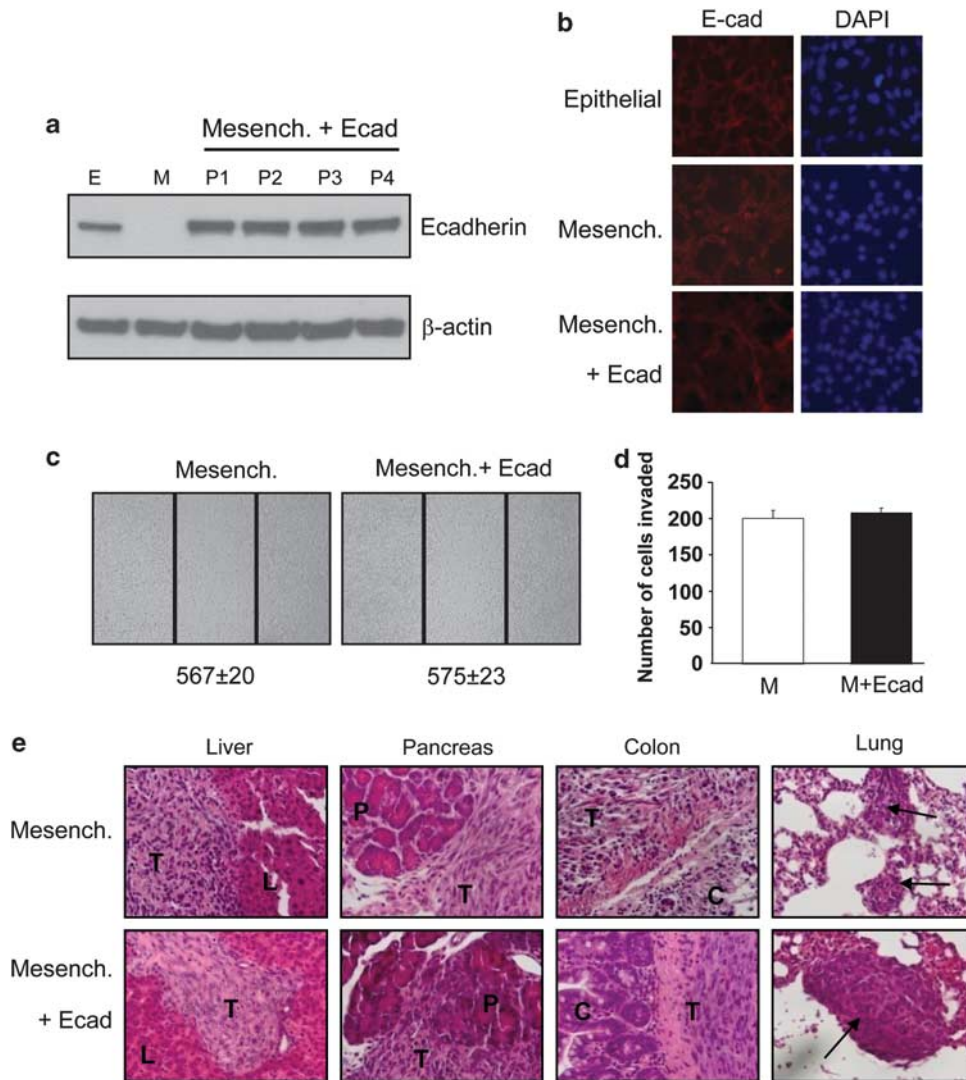 a
Mesench. + Ecad
E M P1 P2 P3 P4
Ecadherin
β-actin
b
E-cad DAPI
Epithelial
Mesench.
Mesench.
+ Ecad
c
Mesench. Mesench.+ Ecad
567±20 575±23
d
Number of cells invaded
250
200
150
100
50
0
M M+Ecad
e
Liver Pancreas Colon Lung
Mesench.
T L P T T C
Mesench.
+ Ecad
T L P T C T